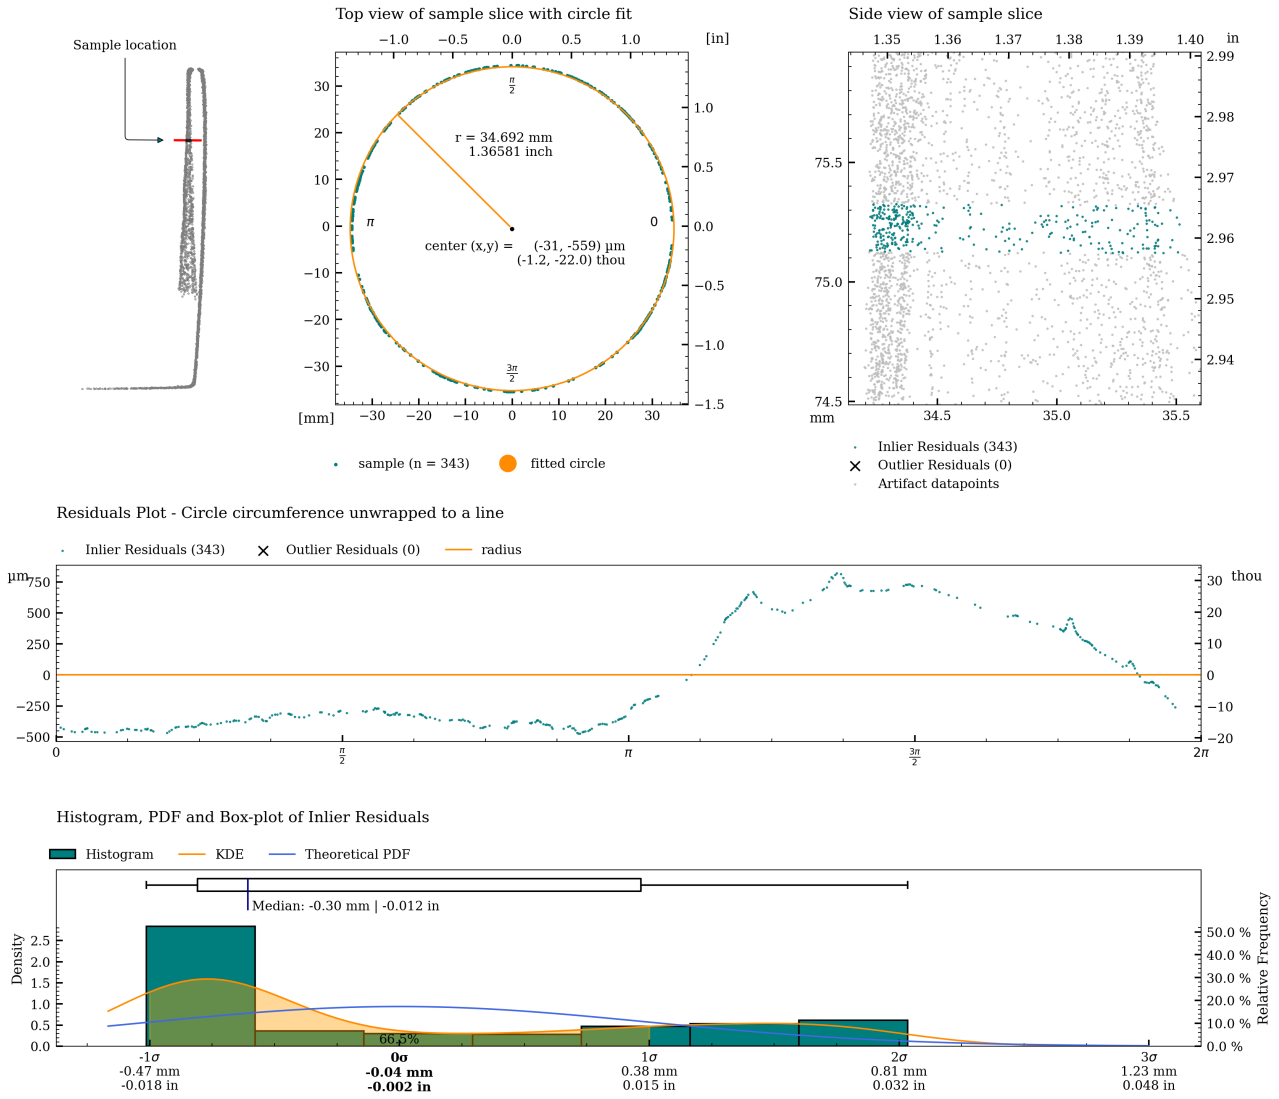 Sample location
Top view of sample slice with circle fit
−1.0 −0.5 0.0 0.5 1.0 [in]
30
20
10
0
−10
−20
−30
[mm]
−30 −20 −10 0 10 20 30
1.0
0.5
0.0
−0.5
−1.0
−1.5
π/2
π
0
3π/2
r = 34.692 mm
1.36581 inch
center (x,y) = (-31, -559) µm
(-1.2, -22.0) thou
sample (n = 343) fitted circle
Side view of sample slice
1.35 1.36 1.37 1.38 1.39 1.40 in
75.5
75.0
74.5
mm
34.5 35.0 35.5
2.99
2.98
2.97
2.96
2.95
2.94
Inlier Residuals (343)
Outlier Residuals (0)
Artifact datapoints
Residuals Plot - Circle circumference unwrapped to a line
Inlier Residuals (343) Outlier Residuals (0) radius
µm
750
500
250
0
−250
−500
thou
30
20
10
0
−10
−20
0 π/2 π 3π/2 2π
Histogram, PDF and Box-plot of Inlier Residuals
Histogram KDE Theoretical PDF
Median: -0.30 mm | -0.012 in
Density
2.5
2.0
1.5
1.0
0.5
0.0
66.5%
Relative Frequency
50.0 %
40.0 %
30.0 %
20.0 %
10.0 %
0.0 %
-1σ 0σ 1σ 2σ 3σ
-0.47 mm -0.04 mm 0.38 mm 0.81 mm 1.23 mm
-0.018 in -0.002 in 0.015 in 0.032 in 0.048 in